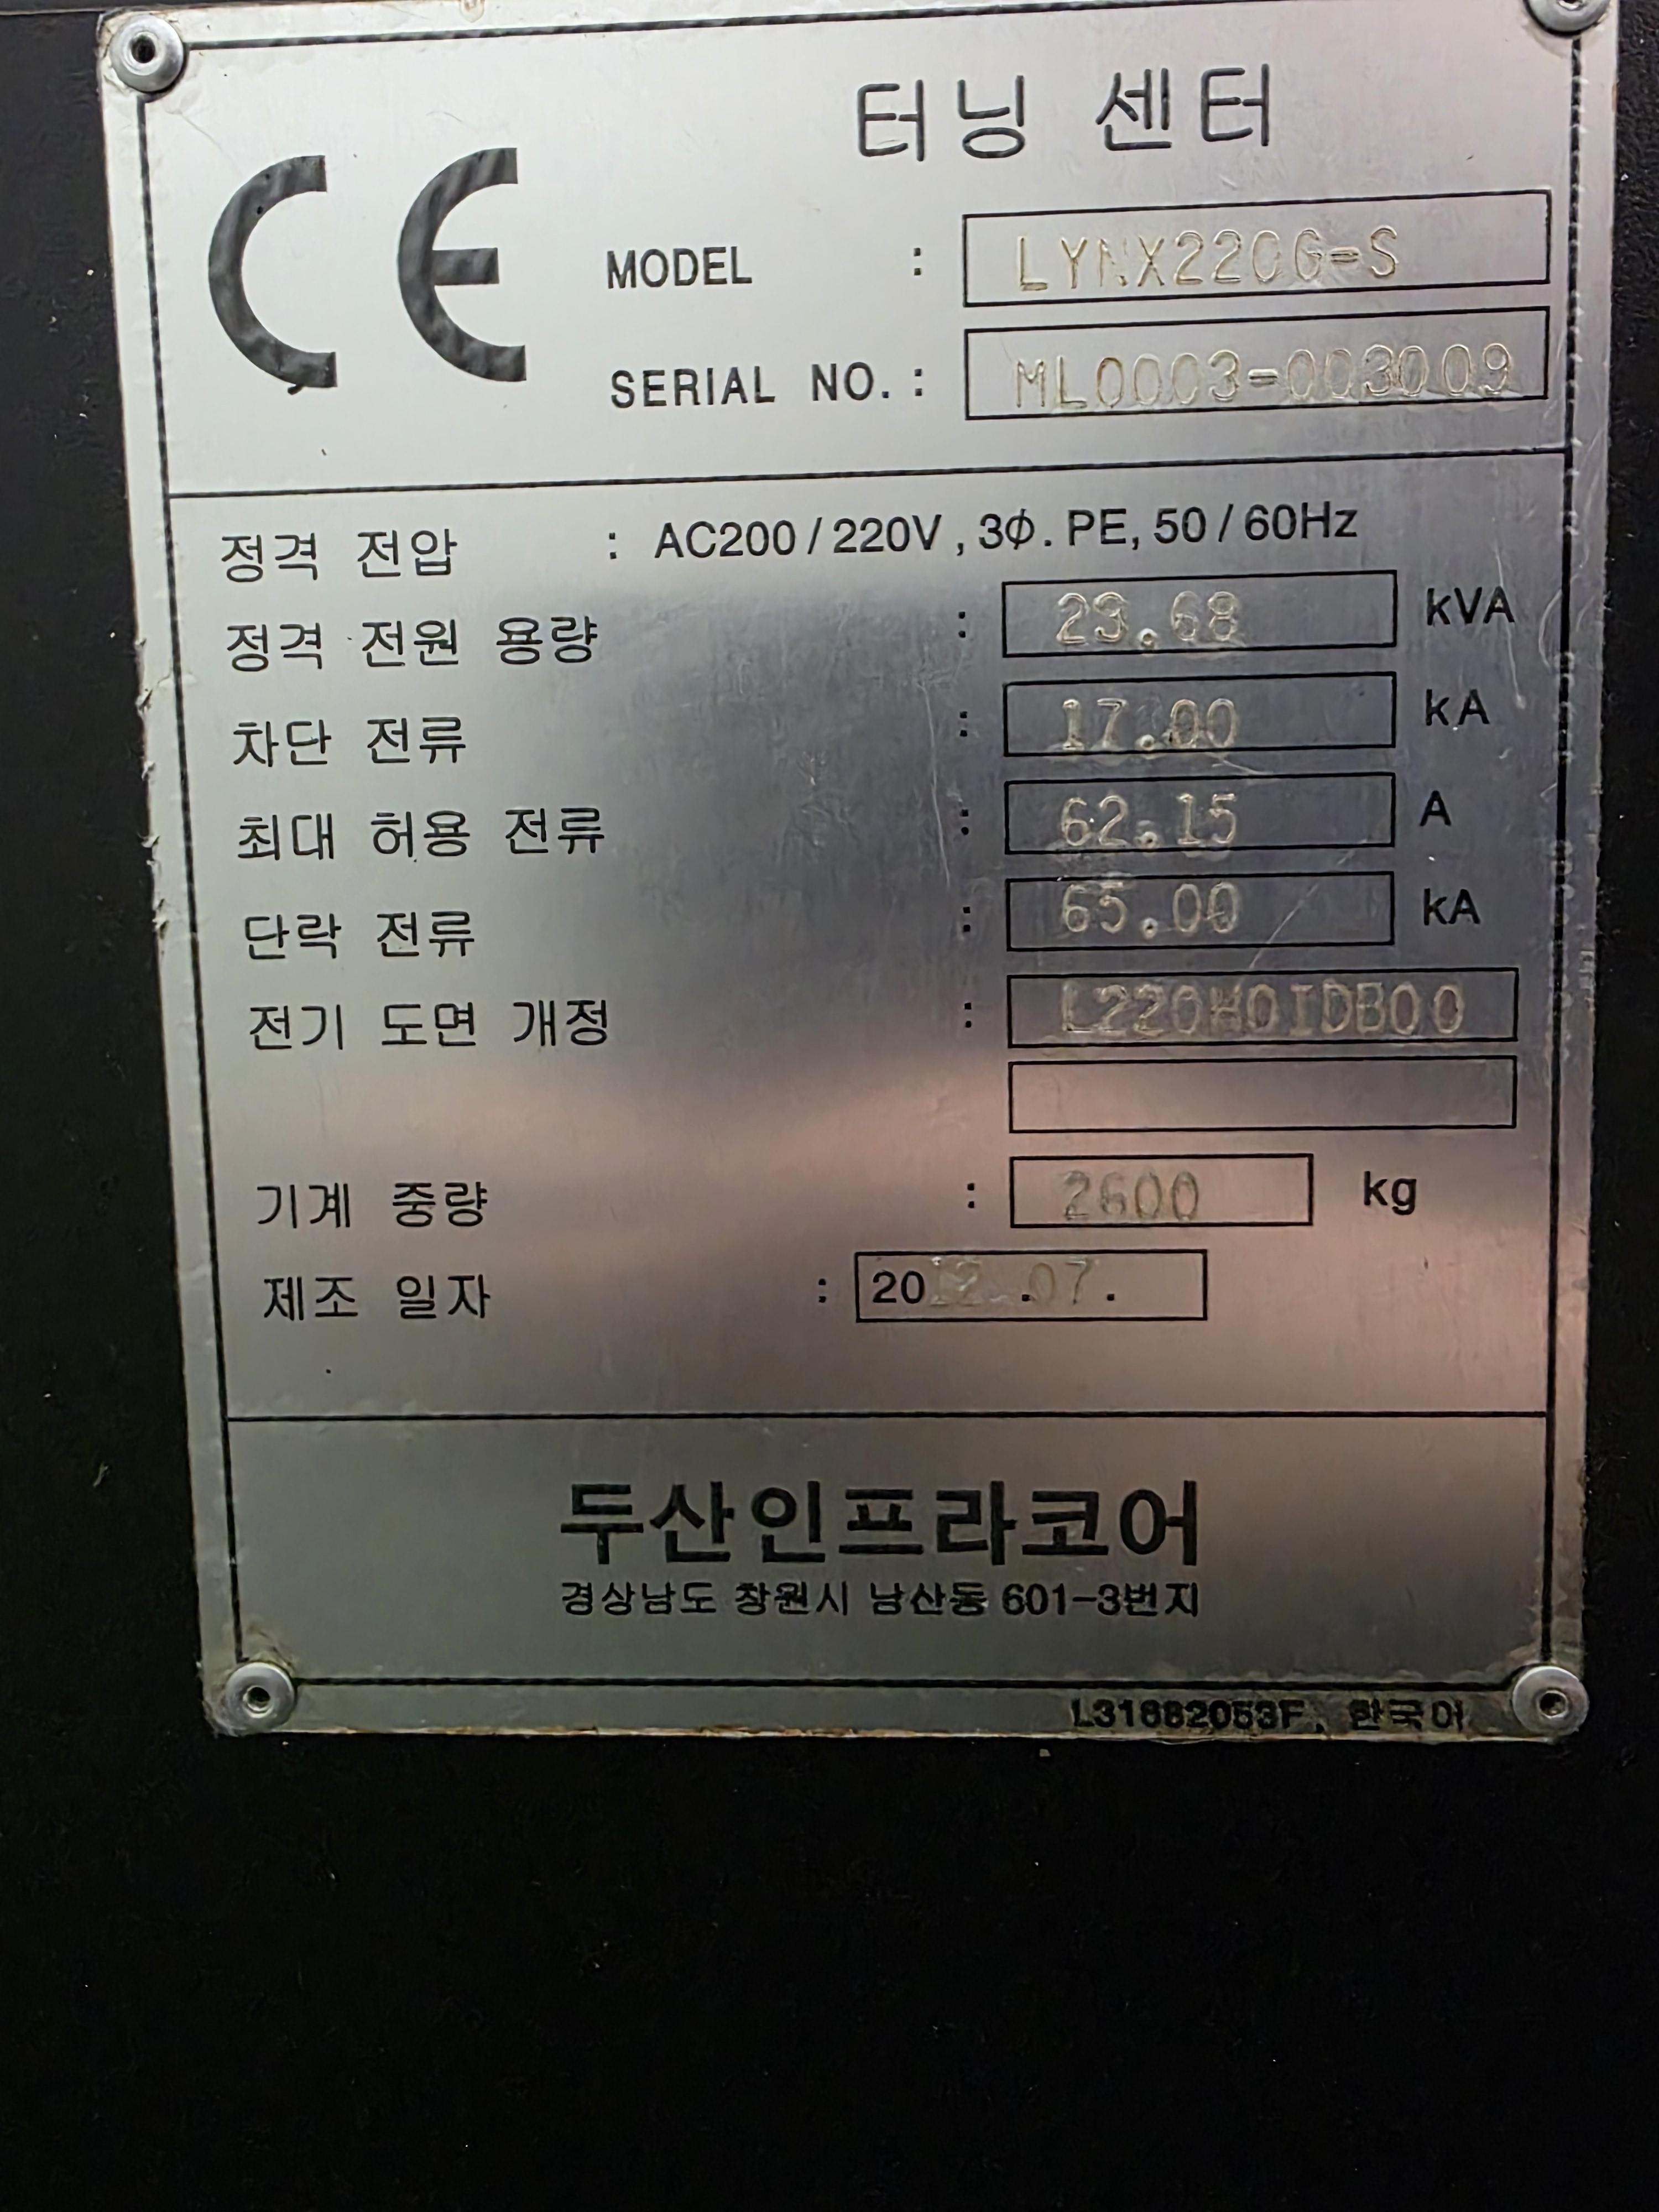 터닝 센터
CE
MODEL : LYNX220G-S
SERIAL NO. : ML0003-003009
정격 전압 : AC200/220V, 3Φ. PE, 50/60Hz
정격 전원 용량 : 23.68 kVA
차단 전류 : 17.00 kA
최대 허용 전류 : 62.15 A
단락 전류 : 65.00 kA
전기 도면 개정 :
기계 중량 : 2600 kg
제조 일자 : 2012.07.
두산인프라코어
경상남도 창원시 남산동 601-3번지
한국어